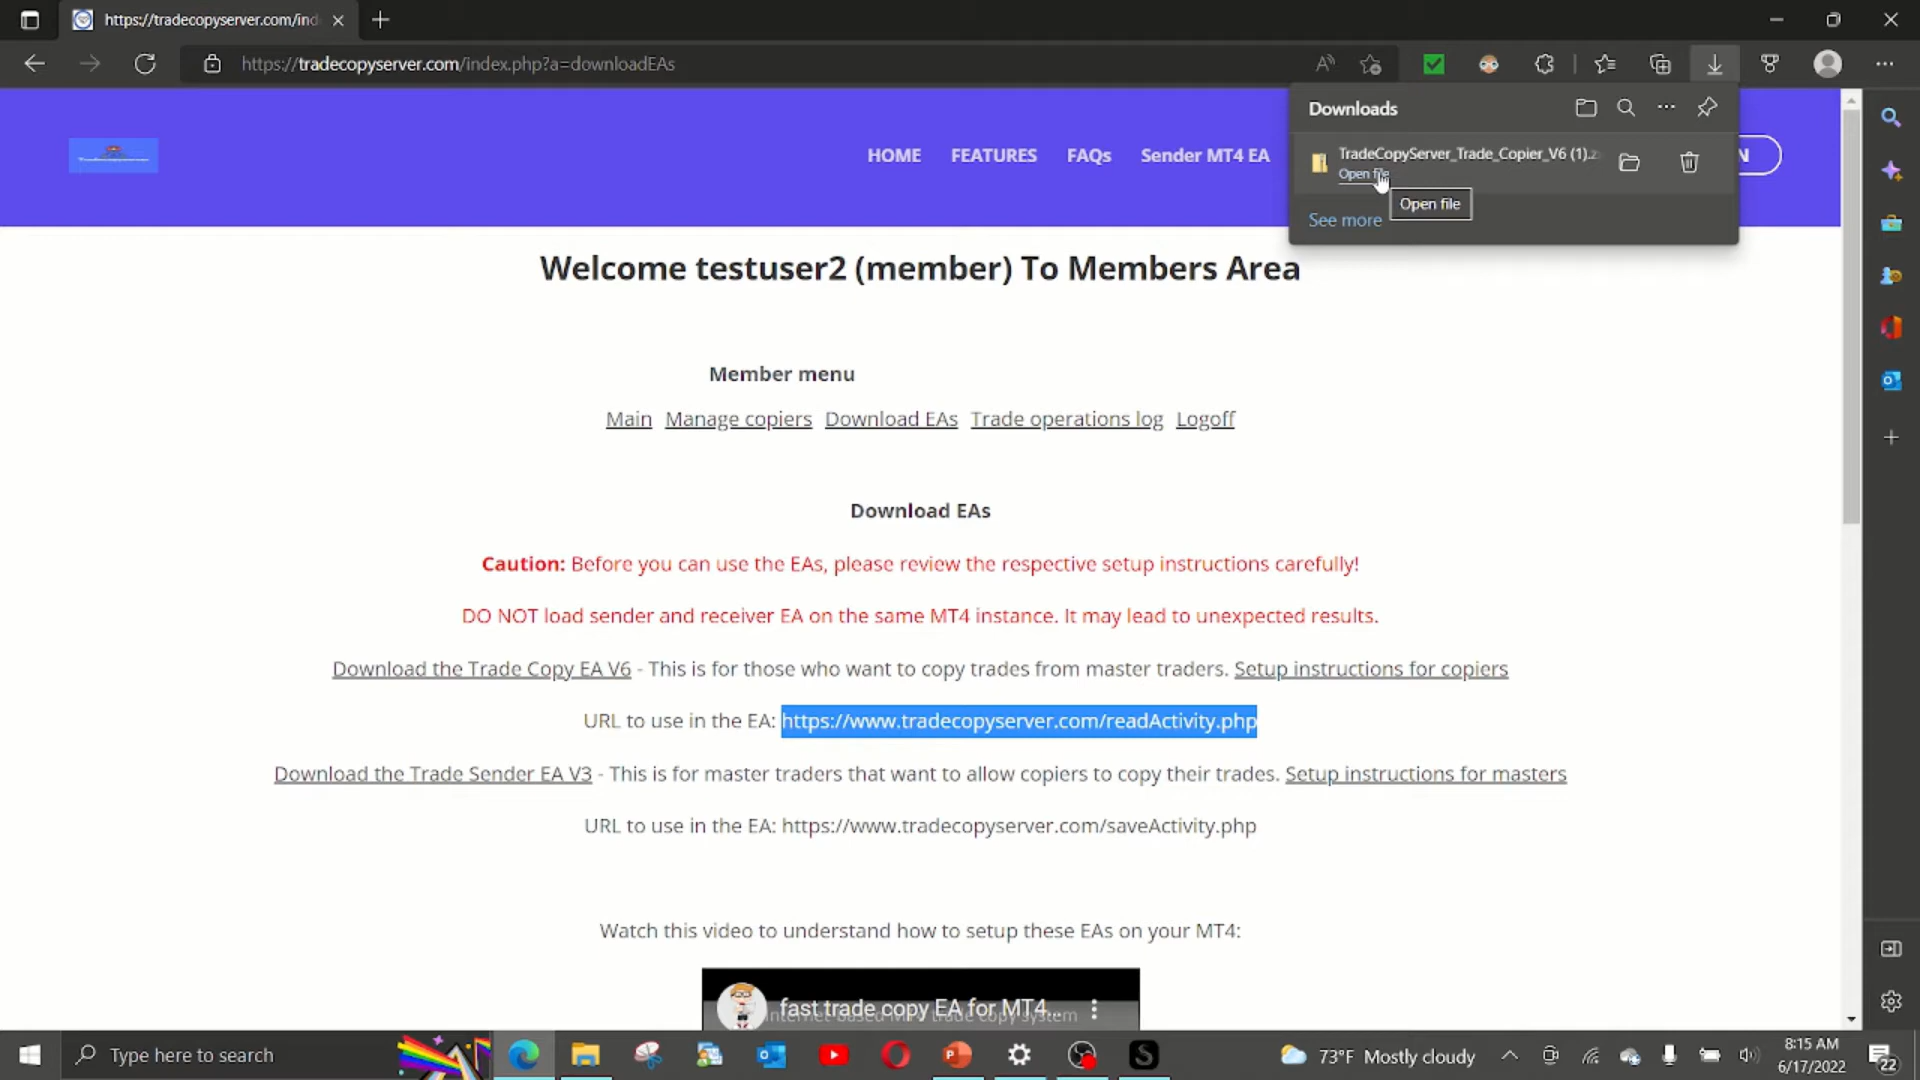 https://tradecopyserver.com/ind
https://tradecopyserver.com/index.php?a=downloadEAs
Downloads
TradeCopyServer_Trade_Copier_V6 (1).z
Open file
Open file
See more
HOME FEATURES FAQs Sender MT4 EA N
Welcome testuser2 (member) To Members Area
Member menu
Main Manage copiers Download EAs Trade operations log Logoff
Download EAs
Caution: Before you can use the EAs, please review the respective setup instructions carefully!
DO NOT load sender and receiver EA on the same MT4 instance. It may lead to unexpected results.
Download the Trade Copy EA V6 - This is for those who want to copy trades from master traders. Setup instructions for copiers
URL to use in the EA: https://www.tradecopyserver.com/readActivity.php
Download the Trade Sender EA V3 - This is for master traders that want to allow copiers to copy their trades. Setup instructions for masters
URL to use in the EA: https://www.tradecopyserver.com/saveActivity.php
Watch this video to understand how to setup these EAs on your MT4:
fast trade copy EA for MT4...
Type here to search
73°F Mostly cloudy
8:15 AM
6/17/2022
22